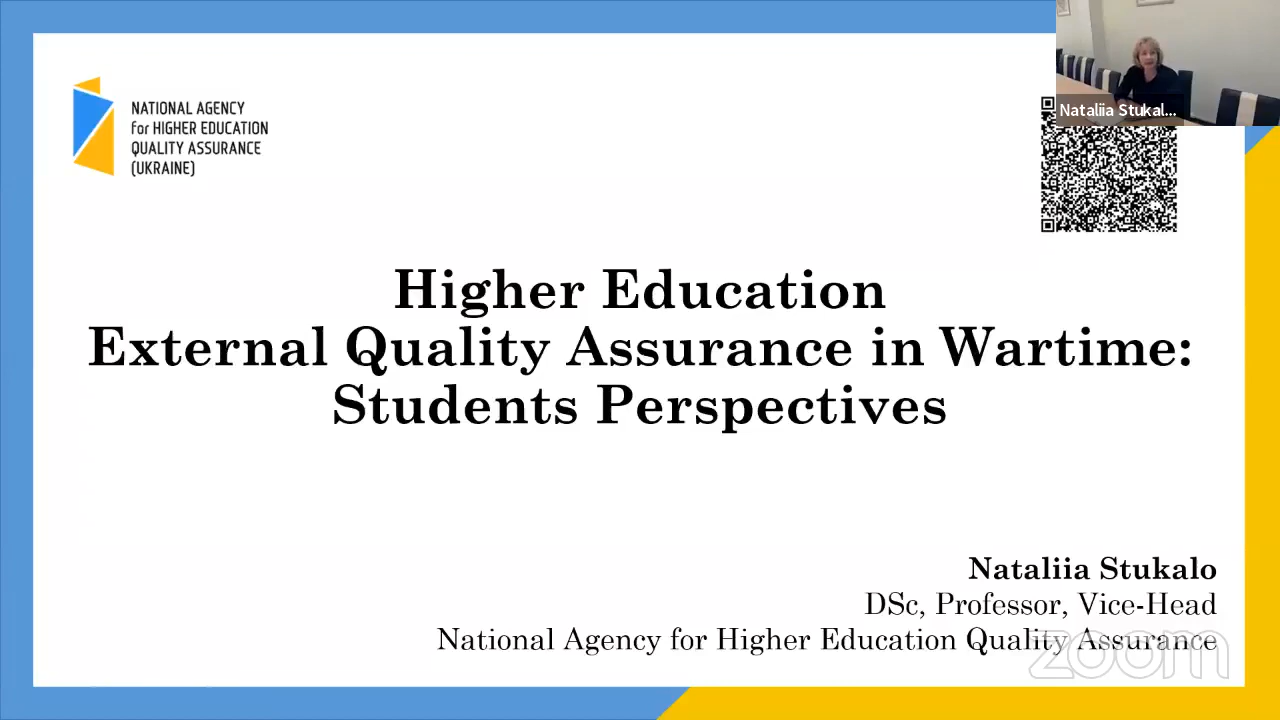 NATIONAL AGENCY
for HIGHER EDUCATION
QUALITY ASSURANCE
(UKRAINE)
Nataliia Stukal...
Higher Education
External Quality Assurance in Wartime:
Students Perspectives
Nataliia Stukalo
DSc, Professor, Vice-Head
National Agency for Higher Education Quality Assurance
zoom